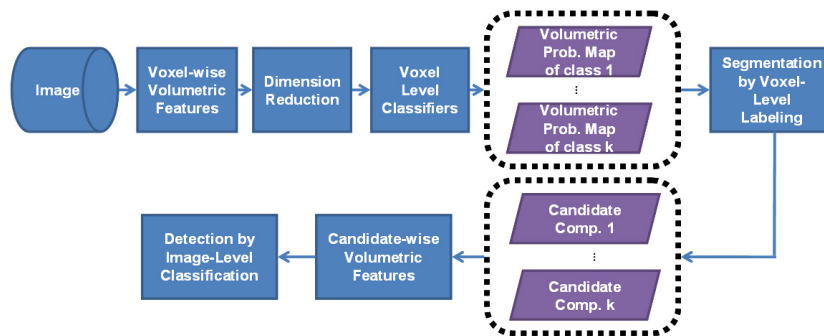 Image
Voxel-wise
Volumetric
Features
Dimension
Reduction
Voxel
Level
Classifiers
Volumetric
Prob. Map
of class 1
...
Volumetric
Prob. Map
of class k
Segmentation
by Voxel-
Level
Labeling
Candidate
Comp. 1
...
Candidate
Comp. k
Candidate-wise
Volumetric
Features
Detection by
Image-Level
Classification